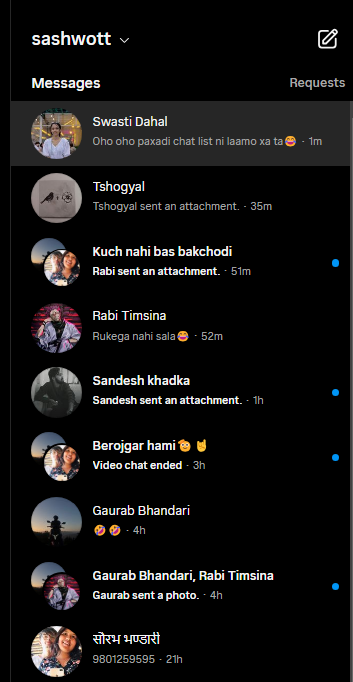 sashwott
Messages Requests
Swasti Dahal
Oho oho paxadi chat list ni laamo xa ta😂 · 1m
Tshogyal
Tshogyal sent an attachment. · 35m
Kuch nahi bas bakchodi
Rabi sent an attachment. · 51m
Rabi Timsina
Rukega nahi sala😂 · 52m
Sandesh khadka
Sandesh sent an attachment. · 1h
Berojgar hami🤕🤘
Video chat ended · 3h
Gaurab Bhandari
🤣🤣 · 4h
Gaurab Bhandari, Rabi Timsina
Gaurab sent a photo. · 4h
सोरभ भण्डारी
9801259595 · 21h